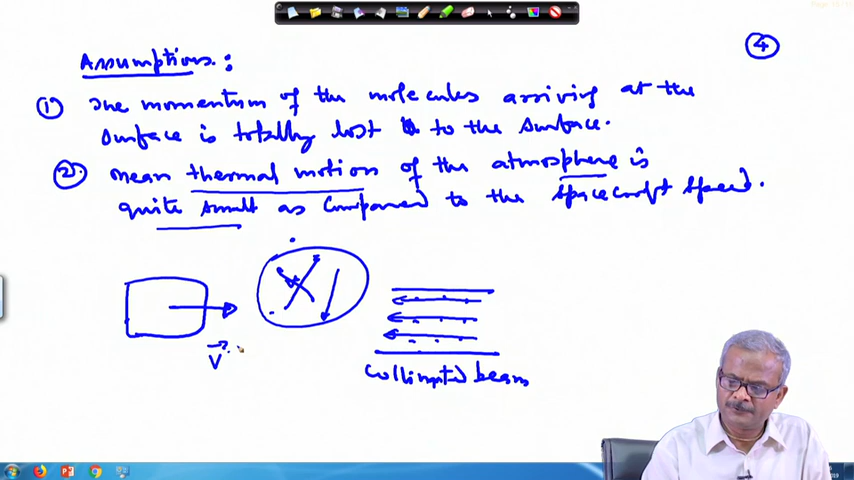 4
Assumptions:
1) The momentum of the molecules arriving at the
surface is totally lost to the surface.
2) Mean thermal motion of the atmosphere is
quite small as compared to the spacecraft speed.
V
Collimated beam